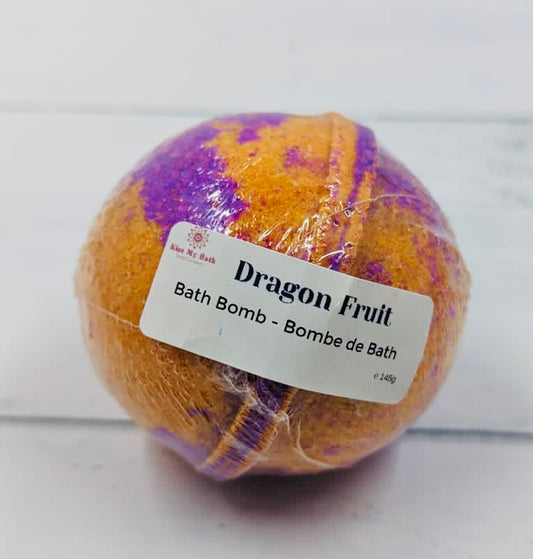 Kiss My Bath
Dragon Fruit
Bath Bomb - Bombe de Bath
e 145g